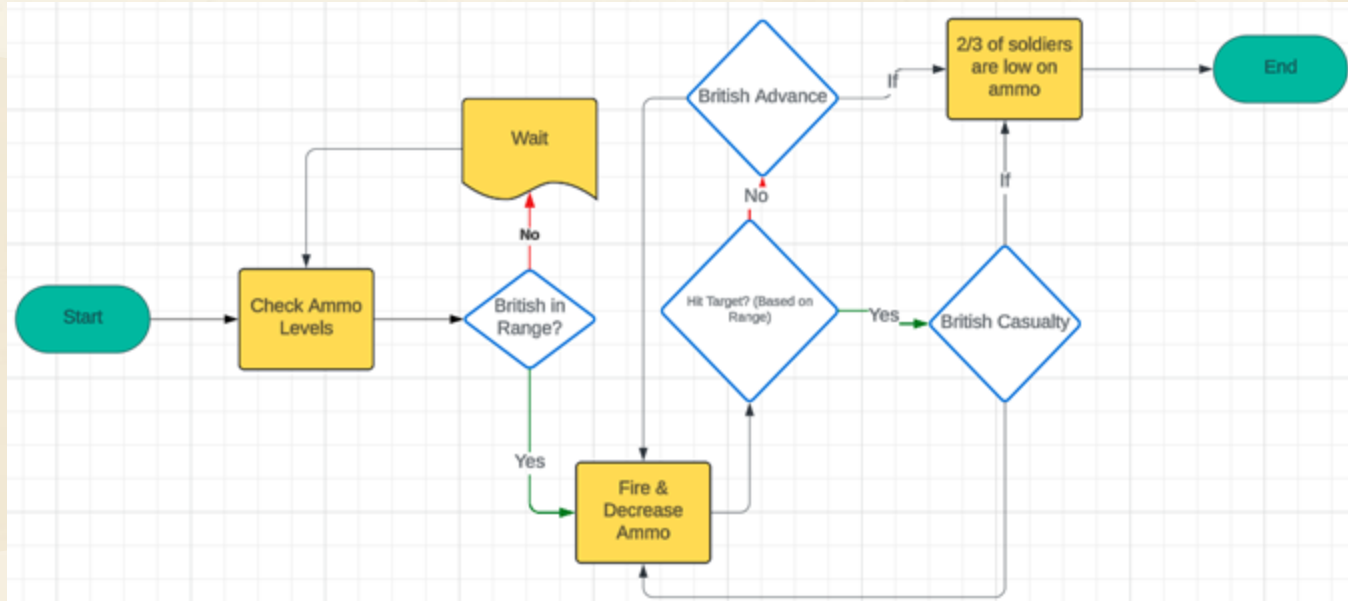 Start
Check Ammo
Levels
Wait
No
British in
Range?
Yes
Fire &
Decrease
Ammo
British Advance
If
No
Hit Target? (Based on
Range)
Yes
British Casualty
If
2/3 of soldiers
are low on
ammo
End